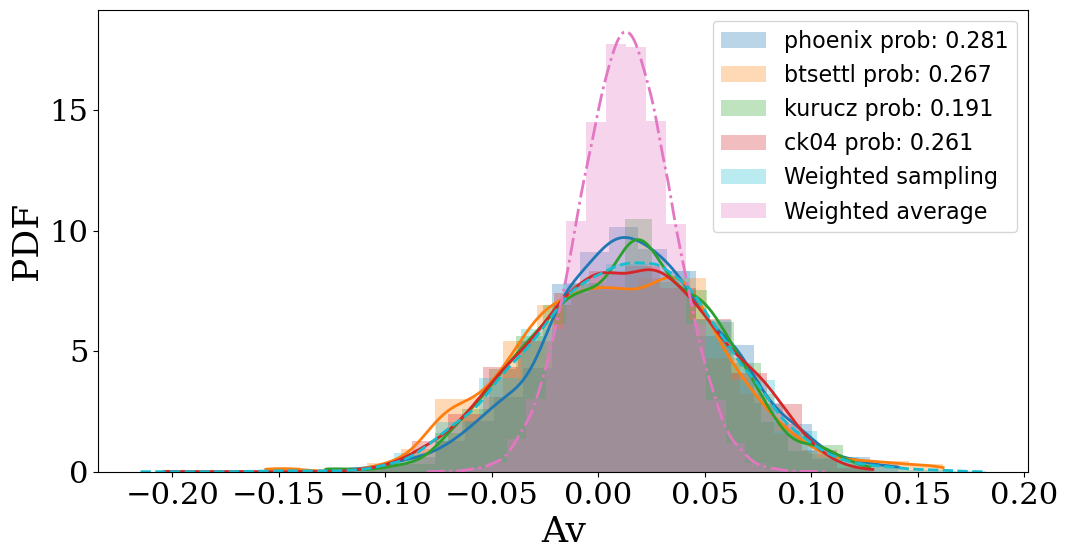 phoenix prob: 0.281
btsettl prob: 0.267
kurucz prob: 0.191
ck04 prob: 0.261
Weighted sampling
Weighted average
PDF
15
10
5
0
−0.20 −0.15 −0.10 −0.05 0.00 0.05 0.10 0.15 0.20
Av